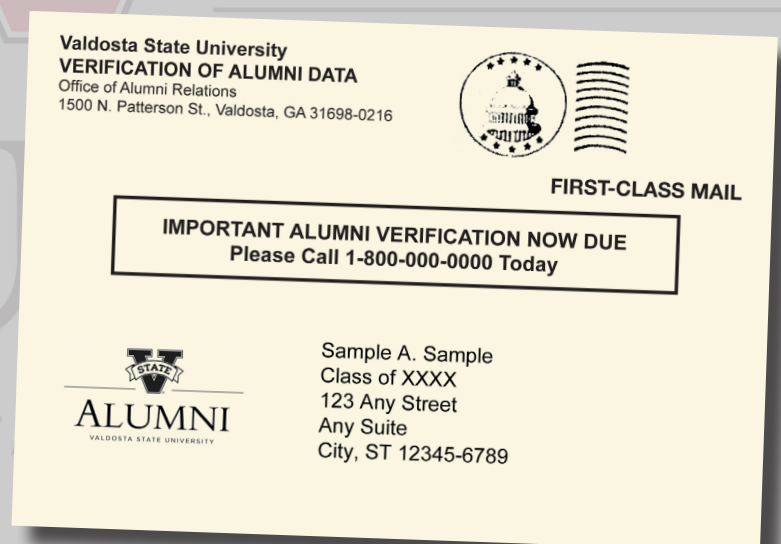 Valdosta State University
VERIFICATION OF ALUMNI DATA
Office of Alumni Relations
1500 N. Patterson St., Valdosta, GA 31698-0216
FIRST-CLASS MAIL
IMPORTANT ALUMNI VERIFICATION NOW DUE
Please Call 1-800-000-0000 Today
STATE
ALUMNI
VALDOSTA STATE UNIVERSITY
Sample A. Sample
Class of XXXX
123 Any Street
Any Suite
City, ST 12345-6789